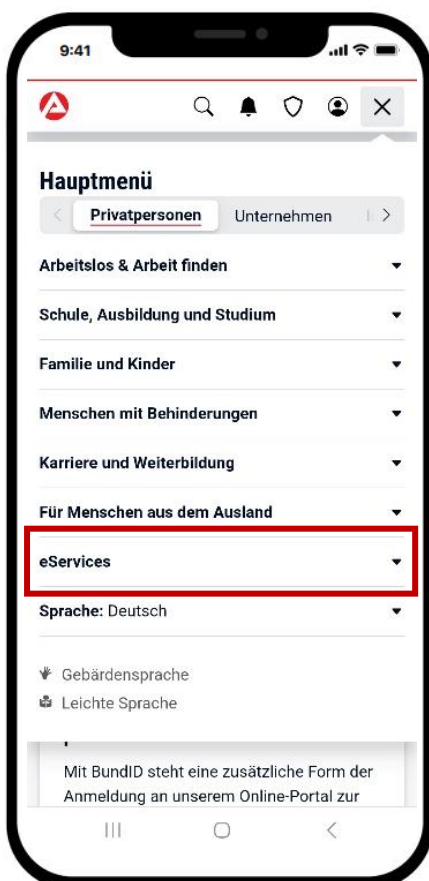 9:41
Hauptmenü
Privatpersonen Unternehmen
Arbeitslos & Arbeit finden
Schule, Ausbildung und Studium
Familie und Kinder
Menschen mit Behinderungen
Karriere und Weiterbildung
Für Menschen aus dem Ausland
eServices
Sprache: Deutsch
Gebärdensprache
Leichte Sprache
Mit BundID steht eine zusätzliche Form der
Anmeldung an unserem Online-Portal zur